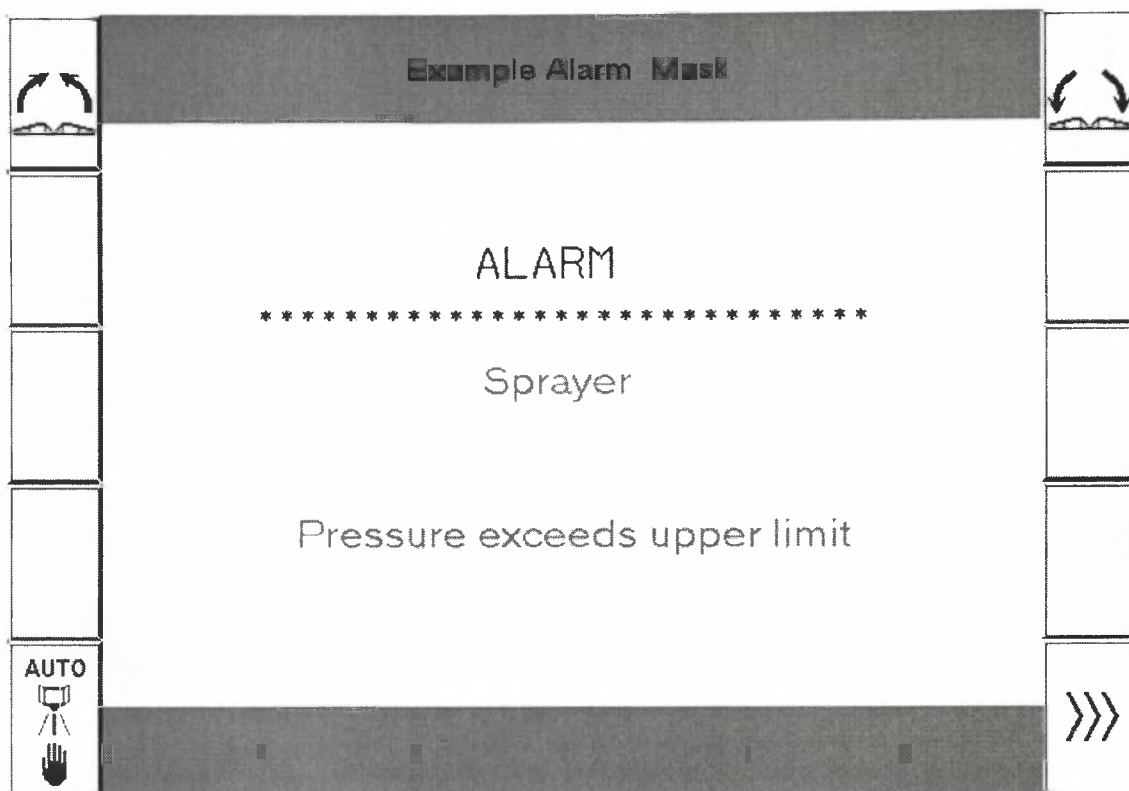 Example Alarm Mask
ALARM
*****************************
Sprayer
Pressure exceeds upper limit
AUTO